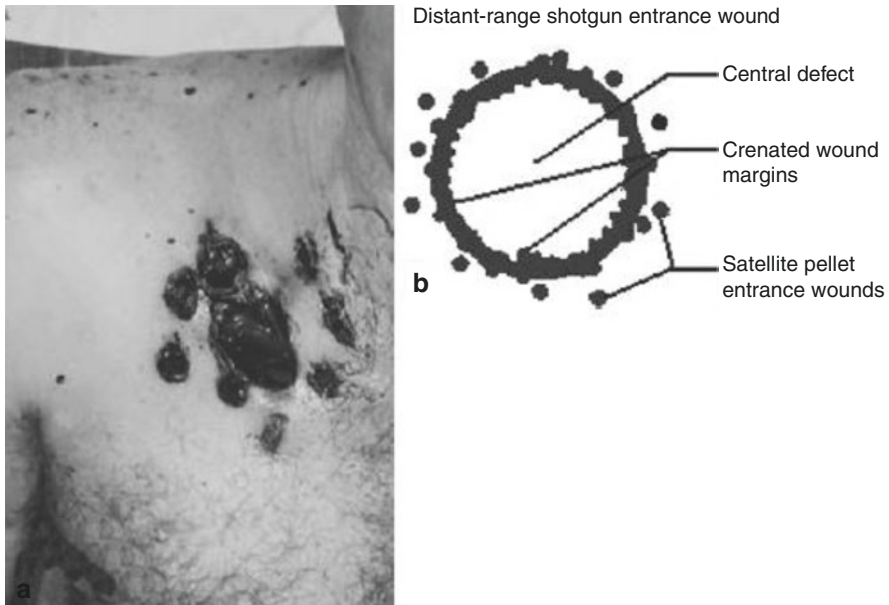 Distant-range shotgun entrance wound
Central defect
Crenated wound
margins
Satellite pellet
entrance wounds
b
a